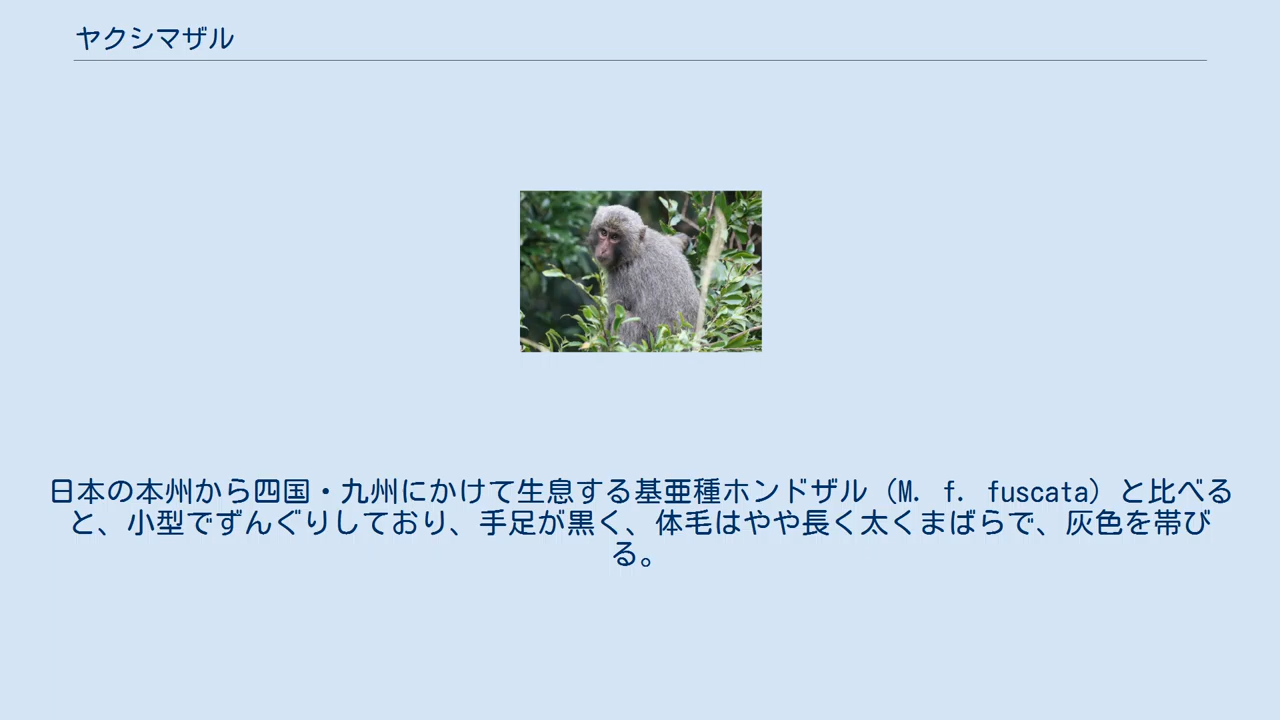 ヤクシマザル
日本の本州から四国・九州にかけて生息する基亜種ホンドザル（M. f. fuscata）と比べる
と、小型でずんぐりしており、手足が黒く、体毛はやや長く太くまばらで、灰色を帯び
る。